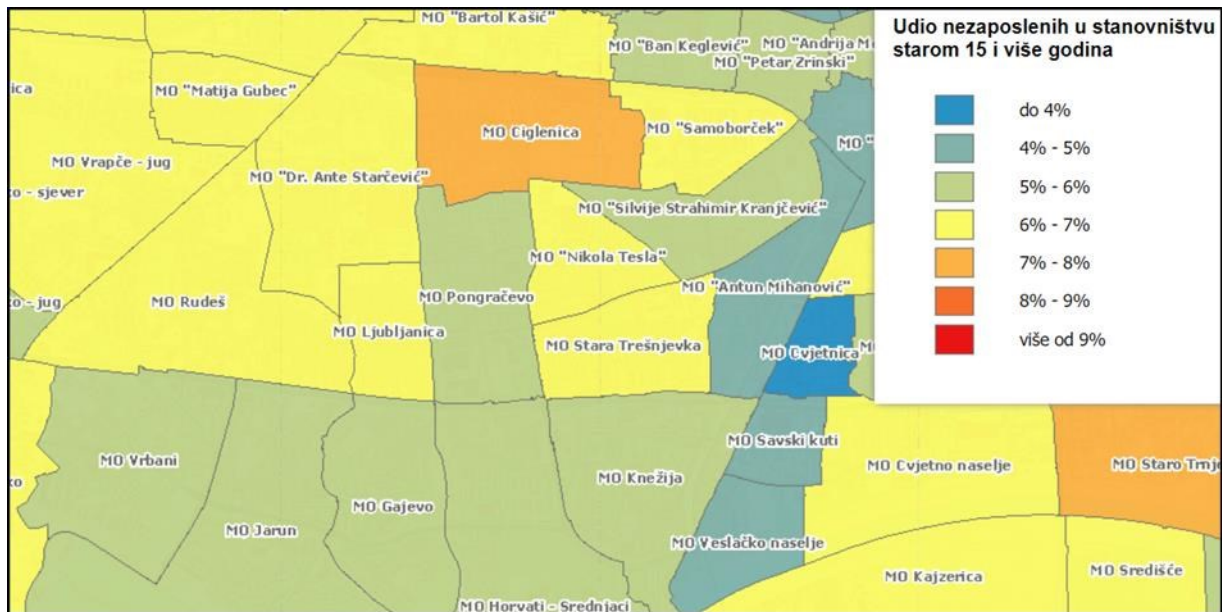 Udio nezaposlenih u stanovništvu
starom 15 i više godina
do 4%
4% - 5%
5% - 6%
6% - 7%
7% - 8%
8% - 9%
više od 9%
MO "Bartol Kašić"
MO "Ban Keglević"
MO "Andrija
MO "Petar Zrinski"
MO "Matija Gubec"
ica
MO Ciglenica
MO "Samoborček"
MO "
MO Vrapče - jug
MO "Dr. Ante Starčević"
ko - sjever
MO "Silvije Strahimir Kranjčević"
MO "Nikola Tesla"
MO "Antun Mihanović"
ko - jug
MO Rudeš
MO Pongračevo
MO Ljubljanica
MO Stara Trešnjevka
MO Cvjetnica
MO Savski kuti
MO Vrbani
MO Knežija
MO Cvjetno naselje
MO Staro Trnje
ko
MO Gajevo
MO Jarun
MO Veslačko naselje
MO Kajzerica
MO Središće
MO Horvati - Srednjaci